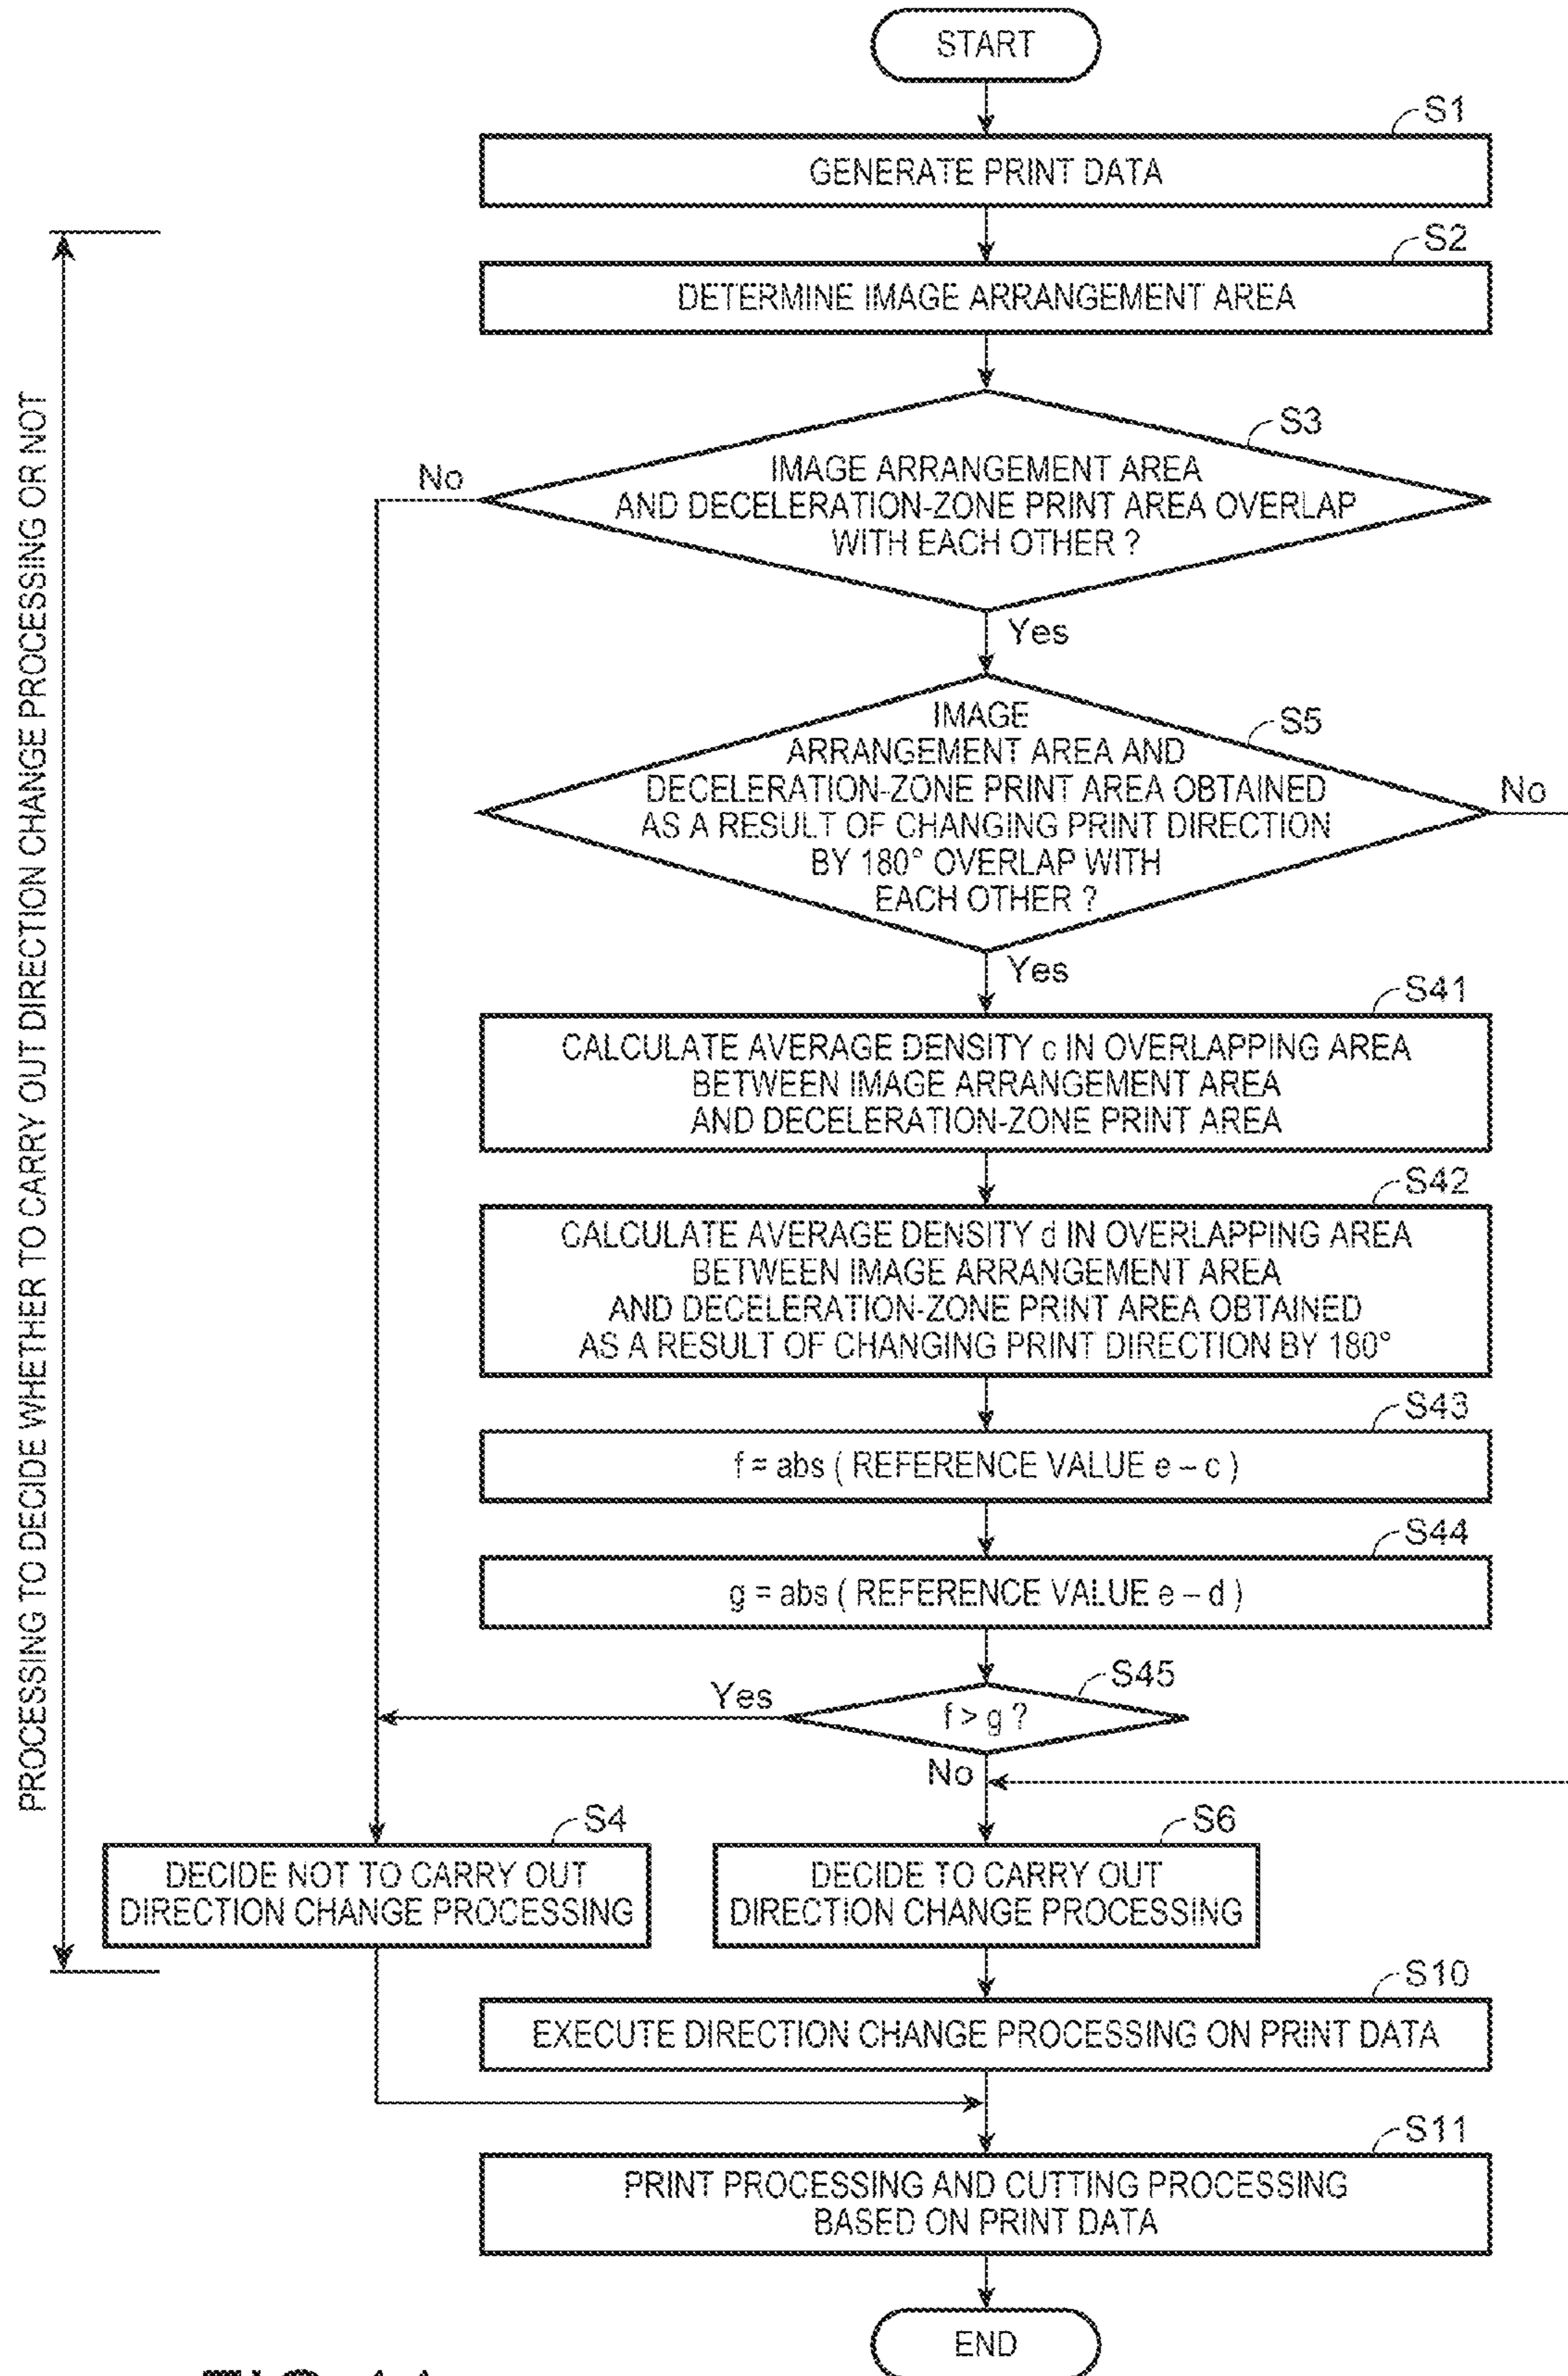 START
S1
GENERATE PRINT DATA
S2
DETERMINE IMAGE ARRANGEMENT AREA
S3
IMAGE ARRANGEMENT AREA
AND DECELERATION-ZONE PRINT AREA OVERLAP
WITH EACH OTHER ?
No
Yes
S5
IMAGE
ARRANGEMENT AREA AND
DECELERATION-ZONE PRINT AREA OBTAINED
AS A RESULT OF CHANGING PRINT DIRECTION
BY 180° OVERLAP WITH
EACH OTHER ?
No
Yes
S41
CALCULATE AVERAGE DENSITY c IN OVERLAPPING AREA
BETWEEN IMAGE ARRANGEMENT AREA
AND DECELERATION-ZONE PRINT AREA
S42
CALCULATE AVERAGE DENSITY d IN OVERLAPPING AREA
BETWEEN IMAGE ARRANGEMENT AREA
AND DECELERATION-ZONE PRINT AREA OBTAINED
AS A RESULT OF CHANGING PRINT DIRECTION BY 180°
S43
f = abs ( REFERENCE VALUE e – c )
S44
g = abs ( REFERENCE VALUE e – d )
S45
f > g ?
Yes
No
S4
DECIDE NOT TO CARRY OUT
DIRECTION CHANGE PROCESSING
S6
DECIDE TO CARRY OUT
DIRECTION CHANGE PROCESSING
S10
EXECUTE DIRECTION CHANGE PROCESSING ON PRINT DATA
S11
PRINT PROCESSING AND CUTTING PROCESSING
BASED ON PRINT DATA
END
PROCESSING TO DECIDE WHETHER TO CARRY OUT DIRECTION CHANGE PROCESSING OR NOT